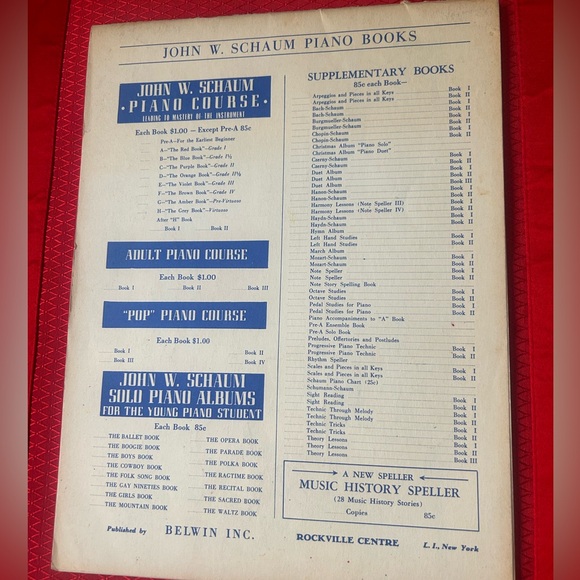 JOHN W. SCHAUM PIANO BOOKS
JOHN W. SCHAUM
• PIANO COURSE •
LEADING TO MASTERY OF THE INSTRUMENT
Each Book $1.00 — Except Pre-A 85c
Pre-A—For the Earliest Beginner
A—"The Red Book"—Grade I
B—"The Blue Book"—Grade I½
C—"The Purple Book"—Grade II
D—"The Orange Book"—Grade II½
E—"The Violet Book"—Grade III
F—"The Brown Book"—Grade IV
G—"The Amber Book"—Pre-Virtuoso
H—"The Grey Book"—Virtuoso
After "H" Book
Book I Book II
ADULT PIANO COURSE
Each Book $1.00
Book I Book II Book III
"POP" PIANO COURSE
Each Book $1.00
Book I Book II
Book III Book IV
JOHN W. SCHAUM
SOLO PIANO ALBUMS
FOR THE YOUNG PIANO STUDENT
Each Book 85c
THE BALLET BOOK THE OPERA BOOK
THE BOOGIE BOOK THE PARADE BOOK
THE BOYS BOOK THE POLKA BOOK
THE COWBOY BOOK THE RAGTIME BOOK
THE FOLK SONG BOOK THE RECITAL BOOK
THE GAY NINETIES BOOK THE SACRED BOOK
THE GIRLS BOOK THE WALTZ BOOK
THE MOUNTAIN BOOK
SUPPLEMENTARY BOOKS
85c each Book—
Arpeggios and Pieces in all Keys Book I
Arpeggios and Pieces in all Keys Book II
Bach-Schaum Book I
Bach-Schaum Book II
Burgmueller-Schaum Book I
Burgmueller-Schaum Book II
Chopin-Schaum Book I
Chopin-Schaum Book II
Christmas Album "Piano Solo"
Christmas Album "Piano Duet"
Czerny-Schaum Book I
Czerny-Schaum Book II
Duet Album Book I
Duet Album Book II
Duet Album Book III
Hanon-Schaum Book I
Hanon-Schaum Book II
Harmony Lessons (Note Speller III) Book I
Harmony Lessons (Note Speller IV) Book II
Haydn-Schaum Book I
Haydn-Schaum Book II
Hymn Album
Left Hand Studies Book I
Left Hand Studies Book II
March Album
Mozart-Schaum Book I
Mozart-Schaum Book II
Note Speller Book I
Note Speller Book II
Note Story Spelling Book
Octave Studies Book I
Octave Studies Book II
Pedal Studies for Piano Book I
Pedal Studies for Piano Book II
Piano Accompaniments to "A" Book
Pre-A Ensemble Book
Pre-A Solo Book
Preludes, Offertories and Postludes
Progressive Piano Technic Book I
Progressive Piano Technic Book II
Rhythm Speller
Scales and Pieces in all Keys Book I
Scales and Pieces in all Keys Book II
Schaum Piano Chart (25c)
Schumann-Schaum
Sight Reading Book I
Sight Reading Book II
Technic Through Melody Book I
Technic Through Melody Book II
Technic Tricks Book I
Technic Tricks Book II
Theory Lessons Book I
Theory Lessons Book II
Book III
A NEW SPELLER
MUSIC HISTORY SPELLER
(28 Music History Stories)
Copies 85c
Published by BELWIN INC. ROCKVILLE CENTRE L. I., New York